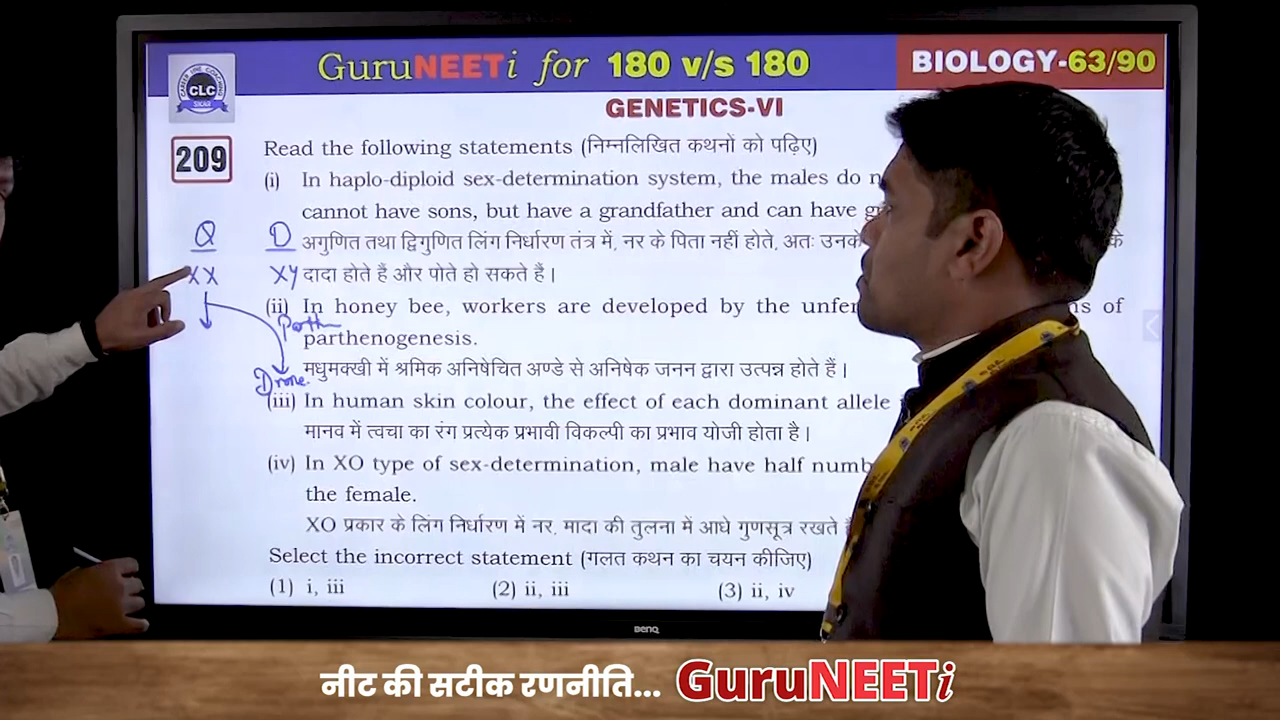 GuruNEETi for 180 v/s 180
BIOLOGY-63/90
CLC
SIKAR
GENETICS-VI
209
Read the following statements (निम्नलिखित कथनों को पढ़िए)
(i) In haplo-diploid sex-determination system, the males do
cannot have sons, but have a grandfather and can have
Q D अगुणित तथा द्विगुणित लिंग निर्धारण तंत्र में, नर के पिता नहीं होते, अतः उनके के
XX XY दादा होते हैं और पोते हो सकते हैं।
(ii) In honey bee, workers are developed by the of
Parth
parthenogenesis.
मधुमक्खी में श्रमिक अनिषेचित अण्डे से अनिषेक जनन द्वारा उत्पन्न होते हैं।
Drone
(iii) In human skin colour, the effect of each dominant allele
मानव में त्वचा का रंग प्रत्येक प्रभावी विकल्पी का प्रभाव योजी होता है।
(iv) In XO type of sex-determination, male have half
the female.
XO प्रकार के लिंग निर्धारण में नर, मादा की तुलना में आधे गुणसूत्र रखते
Select the incorrect statement (गलत कथन का चयन कीजिए)
(1) i, iii (2) ii, iii (3) ii, iv
BENQ
नीट की सटीक रणनीति... GuruNEETi